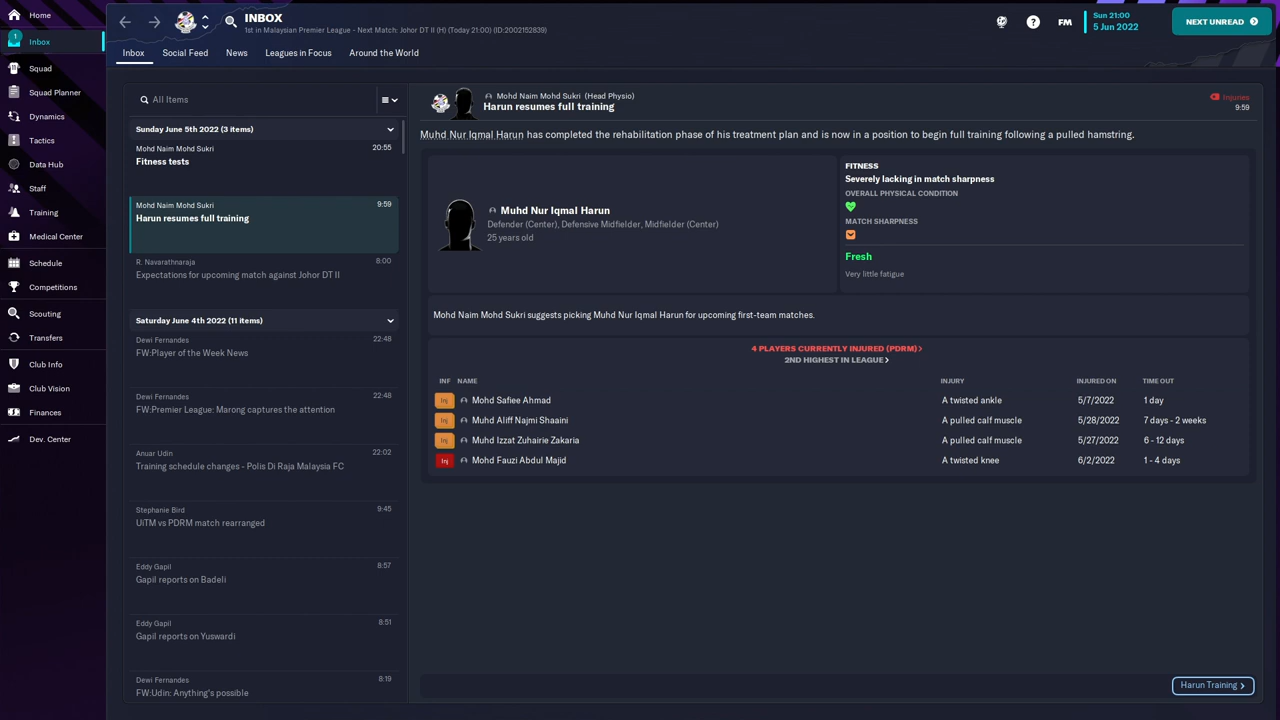 Home
1
Inbox
Squad
Squad Planner
Dynamics
Tactics
Data Hub
Staff
Training
Medical Center
Schedule
Competitions
Scouting
Transfers
Club Info
Club Vision
Finances
Dev. Center
INBOX
1st in Malaysian Premier League - Next Match: Johor DT II (H) (Today 21:00) (ID:2002152839)
?
FM
Sun 21:00
5 Jun 2022
NEXT UNREAD
Inbox
Social Feed
News
Leagues in Focus
Around the World
All Items
Sunday June 5th 2022 (3 items)
Mohd Naim Mohd Sukri 20:55
Fitness tests
Mohd Naim Mohd Sukri 9:59
Harun resumes full training
R. Navarathnaraja 8:00
Expectations for upcoming match against Johor DT II
Saturday June 4th 2022 (11 items)
Dewi Fernandes 22:48
FW:Player of the Week News
Dewi Fernandes 22:48
FW:Premier League: Marong captures the attention
Anuar Udin 22:02
Training schedule changes - Polis Di Raja Malaysia FC
Stephanie Bird 9:45
UiTM vs PDRM match rearranged
Eddy Gapil 8:57
Gapil reports on Badeli
Eddy Gapil 8:51
Gapil reports on Yuswardi
Dewi Fernandes 8:19
FW:Udin: Anything's possible
Mohd Naim Mohd Sukri (Head Physio)
Harun resumes full training
Injuries
9:59
Muhd Nur Iqmal Harun has completed the rehabilitation phase of his treatment plan and is now in a position to begin full training following a pulled hamstring.
Muhd Nur Iqmal Harun
Defender (Center), Defensive Midfielder, Midfielder (Center)
25 years old
FITNESS
Severely lacking in match sharpness
OVERALL PHYSICAL CONDITION
MATCH SHARPNESS
Fresh
Very little fatigue
Mohd Naim Mohd Sukri suggests picking Muhd Nur Iqmal Harun for upcoming first-team matches.
4 PLAYERS CURRENTLY INJURED (PDRM)
2ND HIGHEST IN LEAGUE
INF NAME INJURY INJURED ON TIME OUT
Inj Mohd Safiee Ahmad A twisted ankle 5/7/2022 1 day
Inj Muhd Aliff Najmi Shaaini A pulled calf muscle 5/28/2022 7 days - 2 weeks
Inj Muhd Izzat Zuhairie Zakaria A pulled calf muscle 5/27/2022 6 - 12 days
Inj Mohd Fauzi Abdul Majid A twisted knee 6/2/2022 1 - 4 days
Harun Training